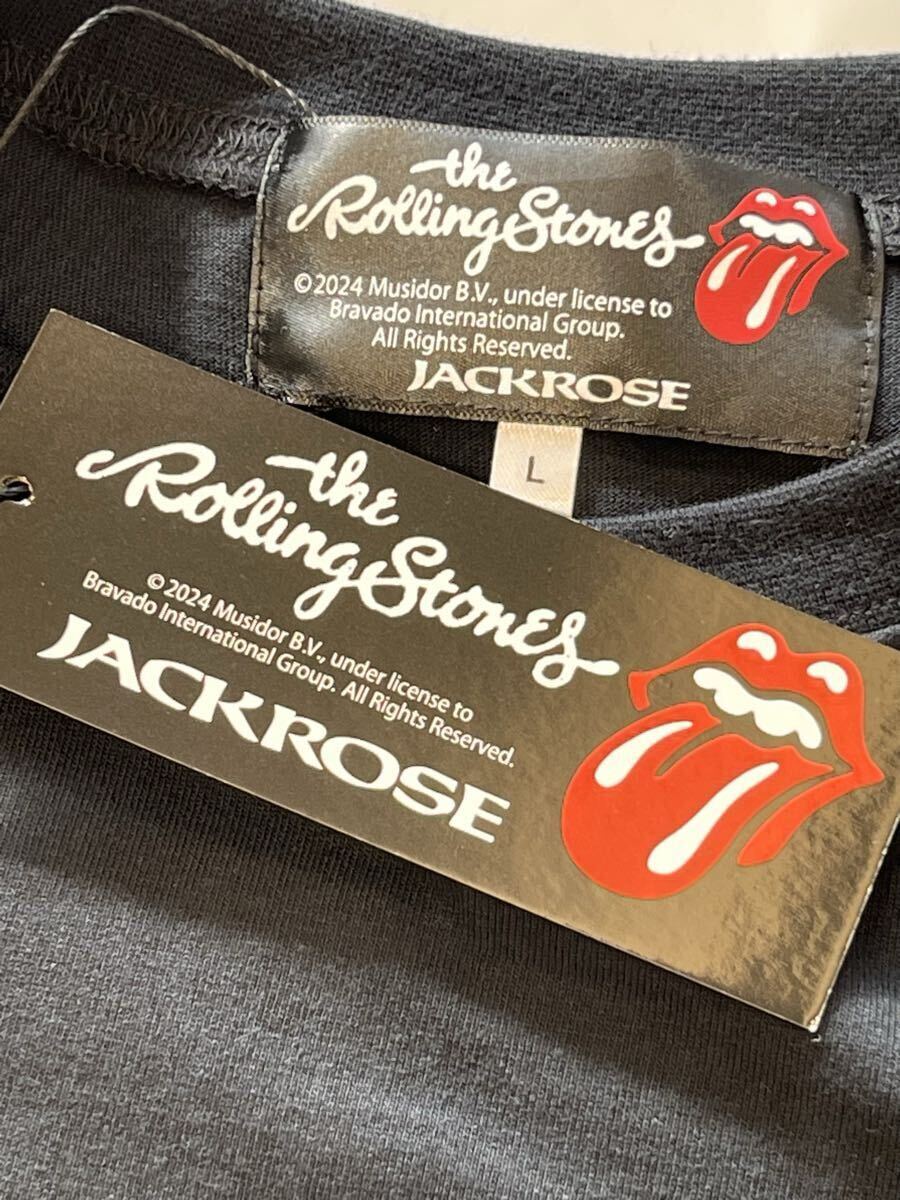 the
Rolling Stones
©2024 Musidor B.V., under license to
Bravado International Group.
All Rights Reserved.
JACKROSE
L
the
Rolling Stones
©2024 Musidor B.V., under license to
Bravado International Group. All Rights Reserved.
JACKROSE